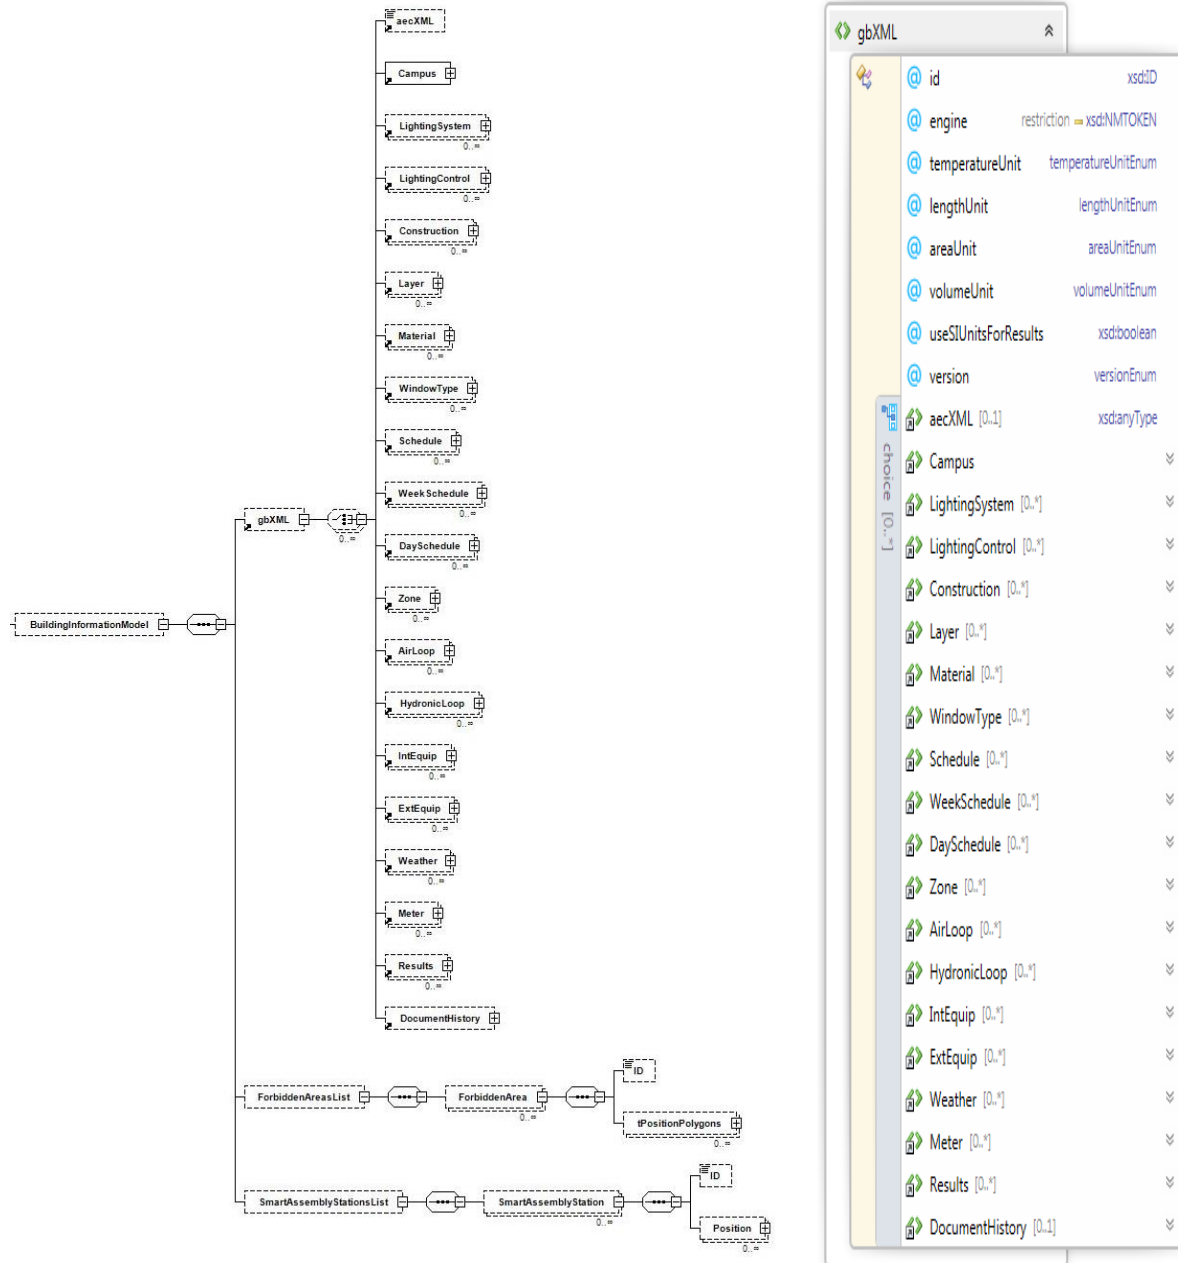 aecXML
Campus
LightingSystem
0..∞
LightingControl
0..∞
Construction
0..∞
Layer
0..∞
Material
0..∞
WindowType
0..∞
Schedule
0..∞
WeekSchedule
0..∞
gbXML
0..∞
DaySchedule
0..∞
Zone
0..∞
BuildingInformationModel
AirLoop
0..∞
HydronicLoop
0..∞
IntEquip
0..∞
ExtEquip
0..∞
Weather
0..∞
Meter
0..∞
Results
0..∞
DocumentHistory
ForbiddenAreasList
ForbiddenArea
0..∞
ID
tPositionPolygons
0..∞
SmartAssemblyStationsList
SmartAssemblyStation
0..∞
ID
Position
0..∞
gbXML
id xsd:ID
engine restriction xsd:NMTOKEN
temperatureUnit temperatureUnitEnum
lengthUnit lengthUnitEnum
areaUnit areaUnitEnum
volumeUnit volumeUnitEnum
useSIUnitsForResults xsd:boolean
version versionEnum
choice [0..*]
aecXML [0..1] xsd:anyType
Campus
LightingSystem [0..*]
LightingControl [0..*]
Construction [0..*]
Layer [0..*]
Material [0..*]
WindowType [0..*]
Schedule [0..*]
WeekSchedule [0..*]
DaySchedule [0..*]
Zone [0..*]
AirLoop [0..*]
HydronicLoop [0..*]
IntEquip [0..*]
ExtEquip [0..*]
Weather [0..*]
Meter [0..*]
Results [0..*]
DocumentHistory [0..1]